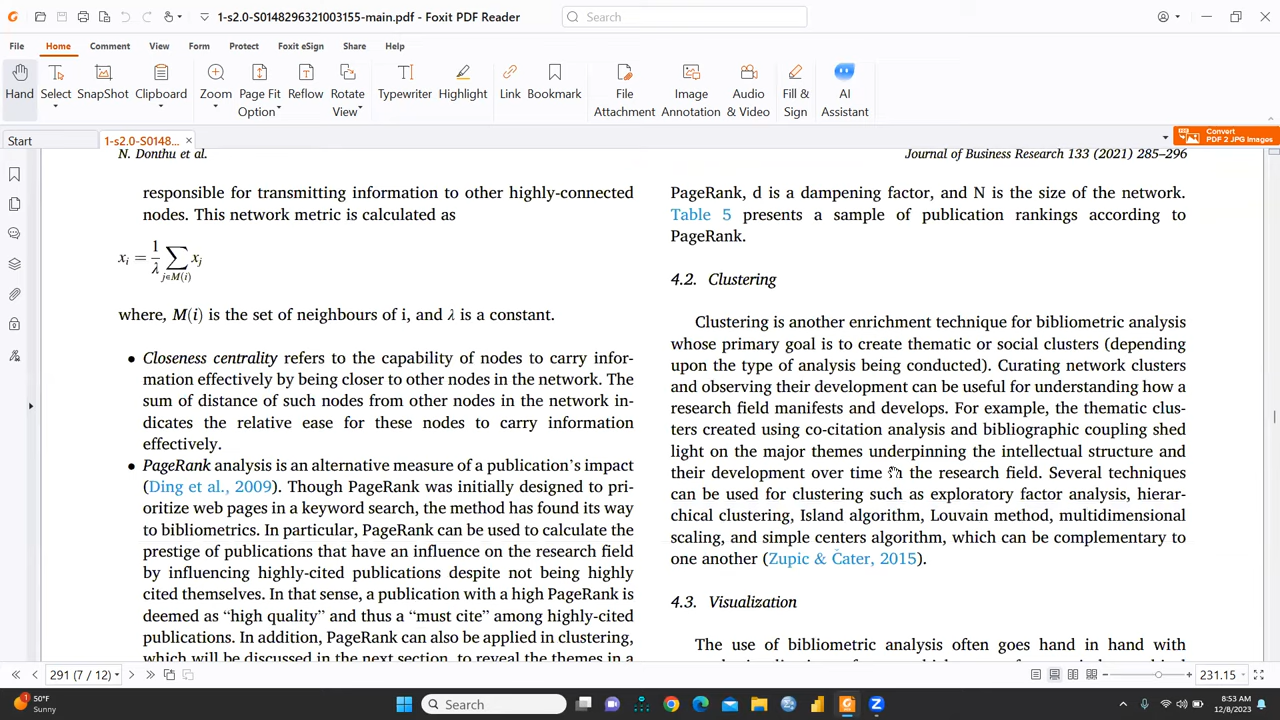 1-s2.0-S0148296321003155-main.pdf - Foxit PDF Reader
Search
File
Home
Comment
View
Form
Protect
Foxit eSign
Share
Help
Hand
Select
SnapShot
Clipboard
Zoom
Page Fit
Option
Reflow
Rotate
View
Typewriter
Highlight
Link
Bookmark
File
Attachment
Image
Annotation
Audio
& Video
Fill &
Sign
AI
Assistant
Start
1-s2.0-S0148...
Convert
PDF 2 JPG Images
N. Donthu et al.
Journal of Business Research 133 (2021) 285–296
responsible for transmitting information to other highly-connected
nodes. This network metric is calculated as
xi = 1/λ ∑ j∈M(i) xj
where, M(i) is the set of neighbours of i, and λ is a constant.
• Closeness centrality refers to the capability of nodes to carry infor-
mation effectively by being closer to other nodes in the network. The
sum of distance of such nodes from other nodes in the network in-
dicates the relative ease for these nodes to carry information
effectively.
• PageRank analysis is an alternative measure of a publication's impact
(Ding et al., 2009). Though PageRank was initially designed to pri-
oritize web pages in a keyword search, the method has found its way
to bibliometrics. In particular, PageRank can be used to calculate the
prestige of publications that have an influence on the research field
by influencing highly-cited publications despite not being highly
cited themselves. In that sense, a publication with a high PageRank is
deemed as “high quality” and thus a “must cite” among highly-cited
publications. In addition, PageRank can also be applied in clustering,
which will be discussed in the next section, to reveal the themes in a
PageRank, d is a dampening factor, and N is the size of the network.
Table 5 presents a sample of publication rankings according to
PageRank.
4.2. Clustering
Clustering is another enrichment technique for bibliometric analysis
whose primary goal is to create thematic or social clusters (depending
upon the type of analysis being conducted). Curating network clusters
and observing their development can be useful for understanding how a
research field manifests and develops. For example, the thematic clus-
ters created using co-citation analysis and bibliographic coupling shed
light on the major themes underpinning the intellectual structure and
their development over time in the research field. Several techniques
can be used for clustering such as exploratory factor analysis, hierar-
chical clustering, Island algorithm, Louvain method, multidimensional
scaling, and simple centers algorithm, which can be complementary to
one another (Zupic & Čater, 2015).
4.3. Visualization
The use of bibliometric analysis often goes hand in hand with
291 (7 / 12)
231.15
50°F
Sunny
Search
8:53 AM
12/8/2023